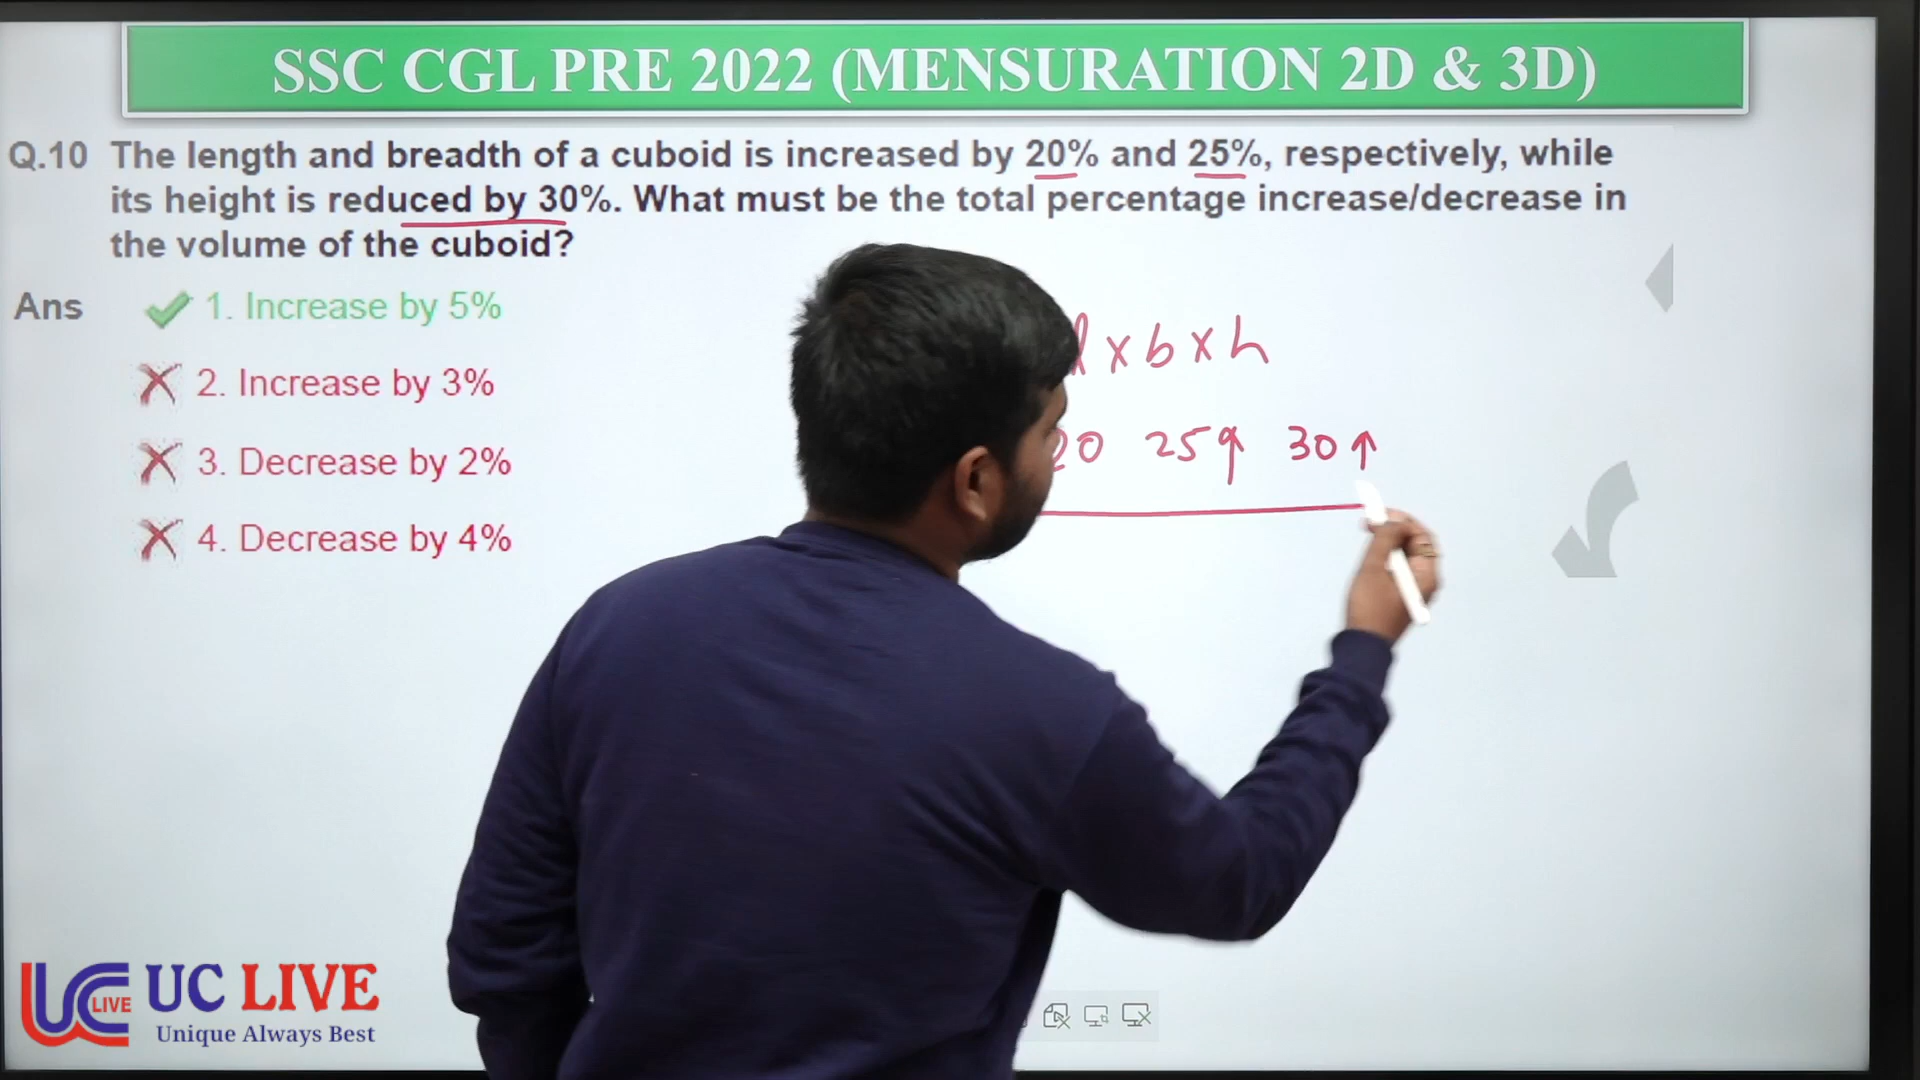 SSC CGL PRE 2022 (MENSURATION 2D & 3D)
Q.10 The length and breadth of a cuboid is increased by 20% and 25%, respectively, while
its height is reduced by 30%. What must be the total percentage increase/decrease in
the volume of the cuboid?
Ans 1. Increase by 5%
2. Increase by 3%
3. Decrease by 2%
4. Decrease by 4%
l × b × h
20 25↑ 30↑
LIVE UC LIVE
Unique Always Best